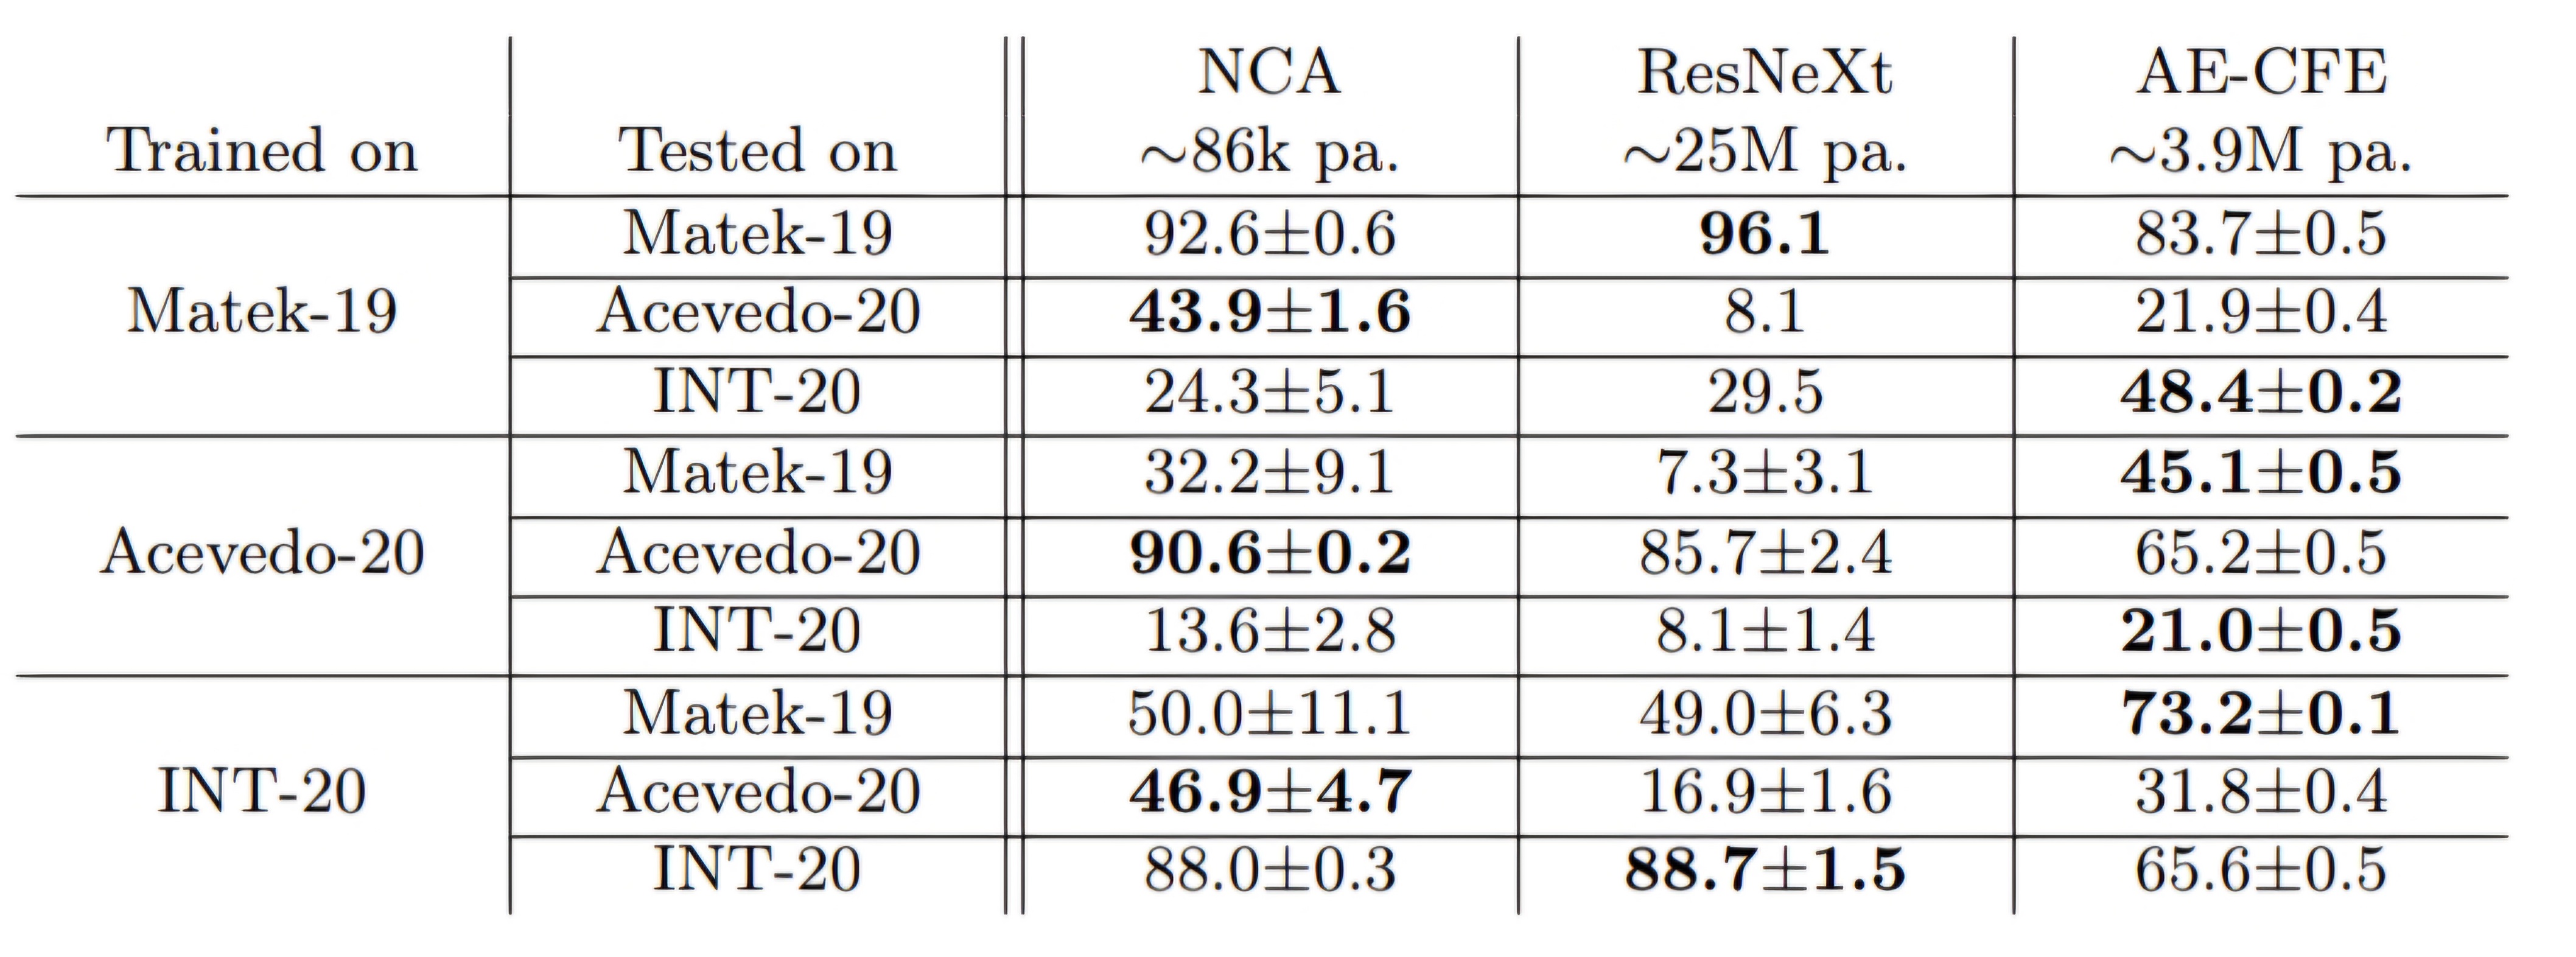 NCA ResNeXt AE-CFE
Trained on Tested on ~86k pa. ~25M pa. ~3.9M pa.
Matek-19 92.6±0.6 96.1 83.7±0.5
Matek-19 Acevedo-20 43.9±1.6 8.1 21.9±0.4
INT-20 24.3±5.1 29.5 48.4±0.2
Matek-19 32.2±9.1 7.3±3.1 45.1±0.5
Acevedo-20 Acevedo-20 90.6±0.2 85.7±2.4 65.2±0.5
INT-20 13.6±2.8 8.1±1.4 21.0±0.5
Matek-19 50.0±11.1 49.0±6.3 73.2±0.1
INT-20 Acevedo-20 46.9±4.7 16.9±1.6 31.8±0.4
INT-20 88.0±0.3 88.7±1.5 65.6±0.5